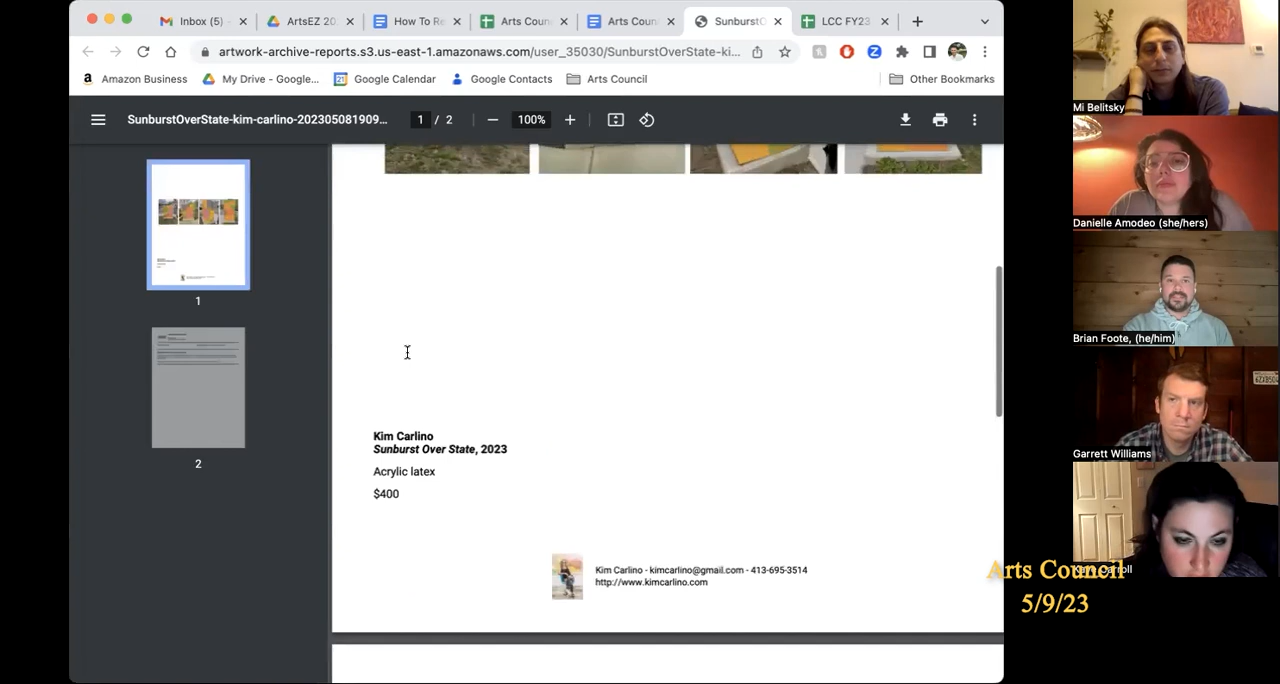 Inbox (5)
ArtsEZ 20
How To Re
Arts Coun
Arts Coun
SunburstO
LCC FY23
artwork-archive-reports.s3.us-east-1.amazonaws.com/user_35030/SunburstOverState-ki...
Amazon Business
My Drive - Google...
Google Calendar
Google Contacts
Arts Council
Other Bookmarks
SunburstOverState-kim-carlino-202305081909...
1 / 2
100%
1
2
Kim Carlino
Sunburst Over State, 2023
Acrylic latex
$400
Kim Carlino - kimcarlino@gmail.com - 413-695-3514
http://www.kimcarlino.com
Mi Belitsky
Danielle Amodeo (she/hers)
Brian Foote, (he/him)
Garrett Williams
Arts Council
5/9/23